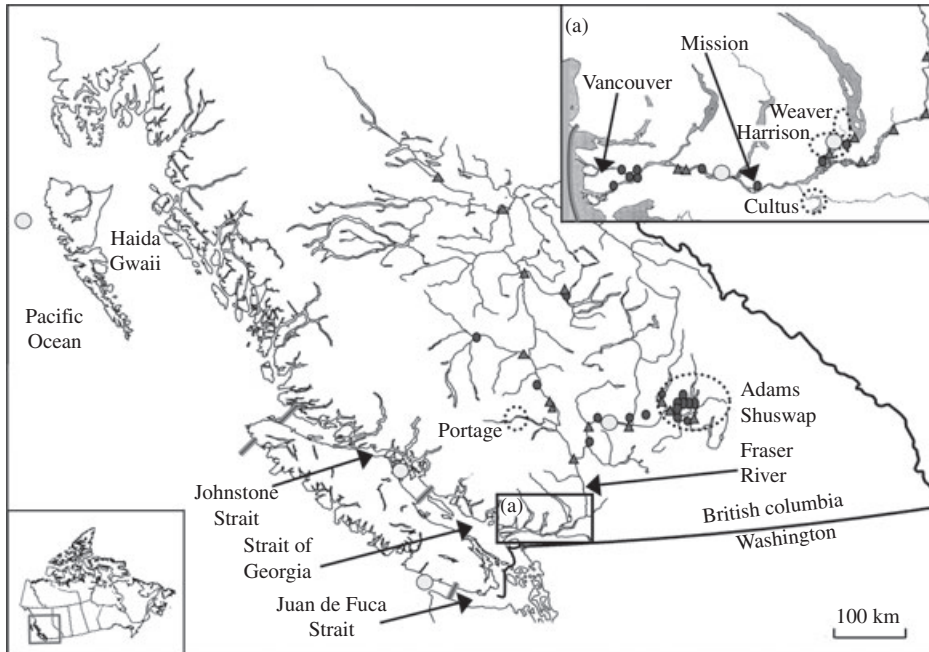 (a)
Mission
Vancouver
Weaver
Harrison
Cultus
Haida
Gwaii
Pacific
Ocean
Adams
Shuswap
Portage
Fraser
River
Johnstone
Strait
(a)
British columbia
Washington
Strait of
Georgia
Juan de Fuca
Strait
100 km